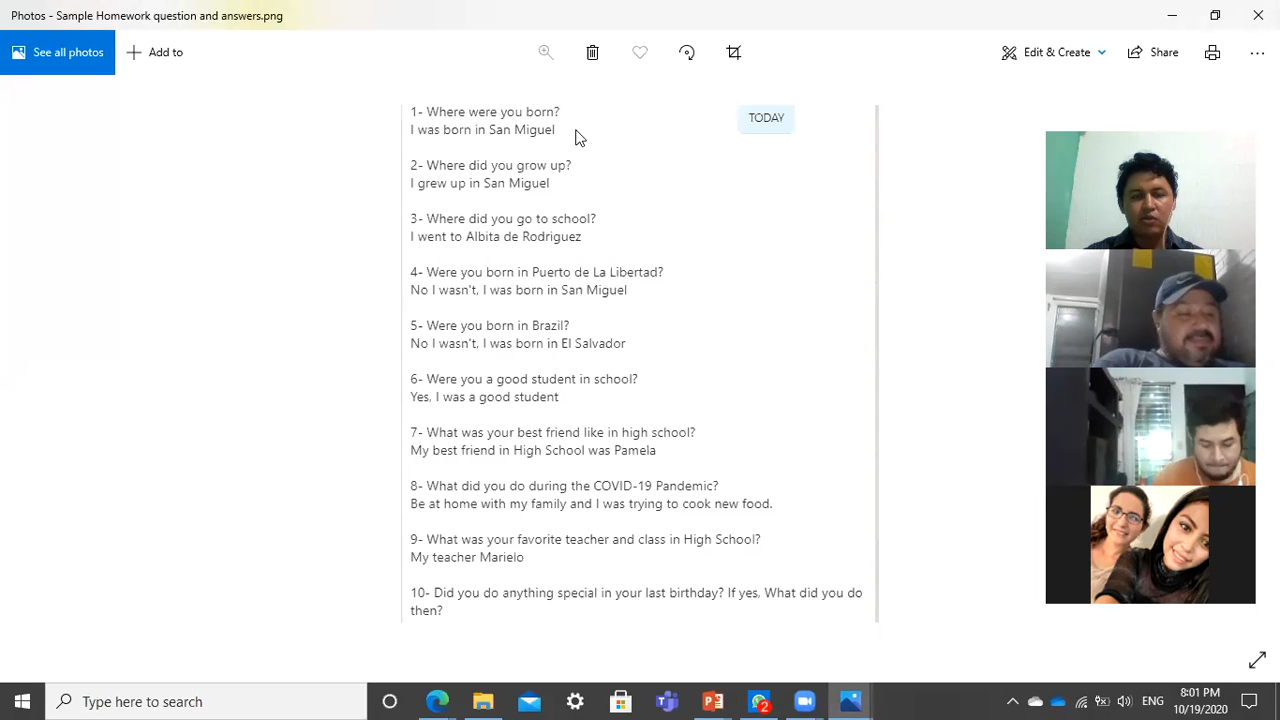 Photos - Sample Homework question and answers.png
See all photos
Add to
Edit & Create
Share
1- Where were you born?
TODAY
I was born in San Miguel
2- Where did you grow up?
I grew up in San Miguel
3- Where did you go to school?
I went to Albita de Rodriguez
4- Were you born in Puerto de La Libertad?
No I wasn't, I was born in San Miguel
5- Were you born in Brazil?
No I wasn't, I was born in El Salvador
6- Were you a good student in school?
Yes, I was a good student
7- What was your best friend like in high school?
My best friend in High School was Pamela
8- What did you do during the COVID-19 Pandemic?
Be at home with my family and I was trying to cook new food.
9- What was your favorite teacher and class in High School?
My teacher Marielo
10- Did you do anything special in your last birthday? If yes, What did you do
then?
Type here to search
2
ENG
8:01 PM
10/19/2020